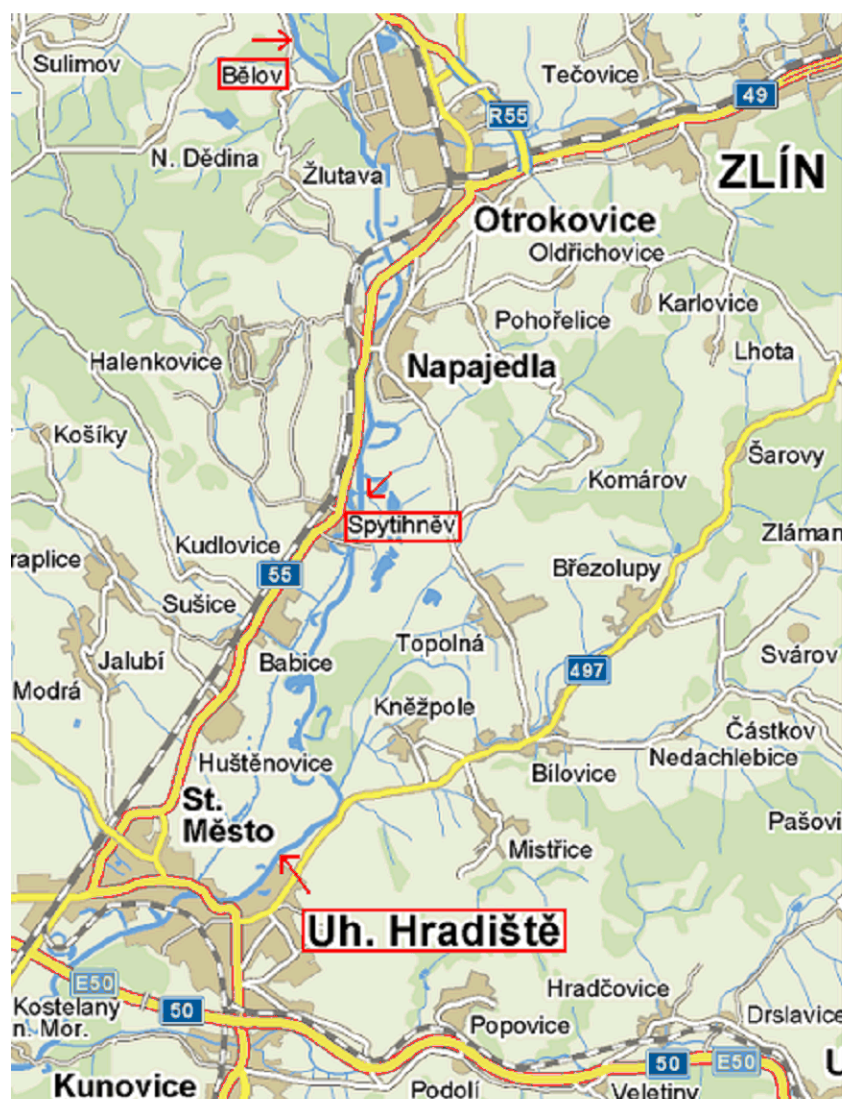 Sulimov
Bělov
Tečovice
49
R55
N. Dědina
Žlutava
ZLÍN
Otrokovice
Oldřichovice
Karlovice
Pohořelice
Lhota
Halenkovice
Napajedla
Košíky
Šarovy
Komárov
Spytihněv
Zláman
Kudlovice
raplice
55
Březolupy
Sušice
Topolná
Jalubí
Babice
Svárov
497
Modrá
Kněžpole
Částkov
Nedachlebice
Huštěnovice
Bílovice
St.
Město
Pašovi
Mistřice
Uh. Hradiště
E50
50
Hradčovice
Kostelany
n. Mor.
Drslavice
Popovice
50
E50
U
Kunovice
Podolí
Veletiny